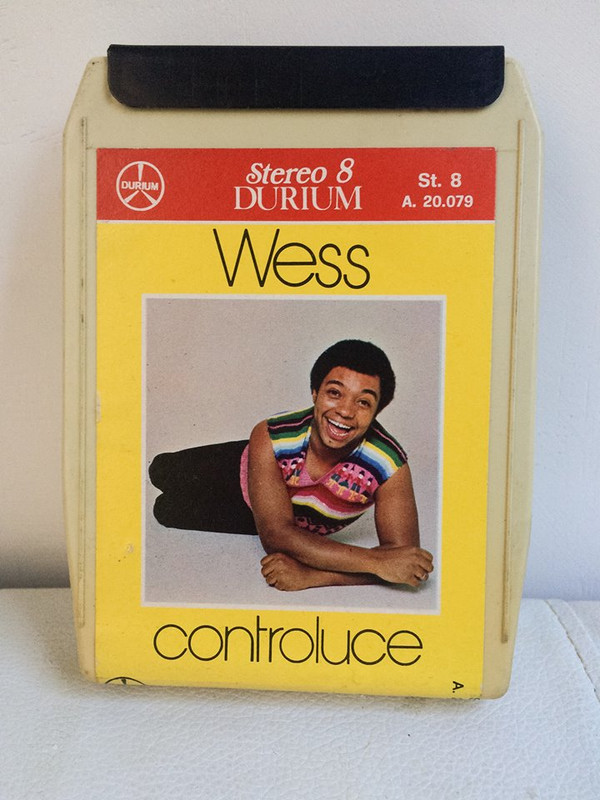 DURIUM
Stereo 8
DURIUM
St. 8
A. 20.079
Wess
controluce
A.